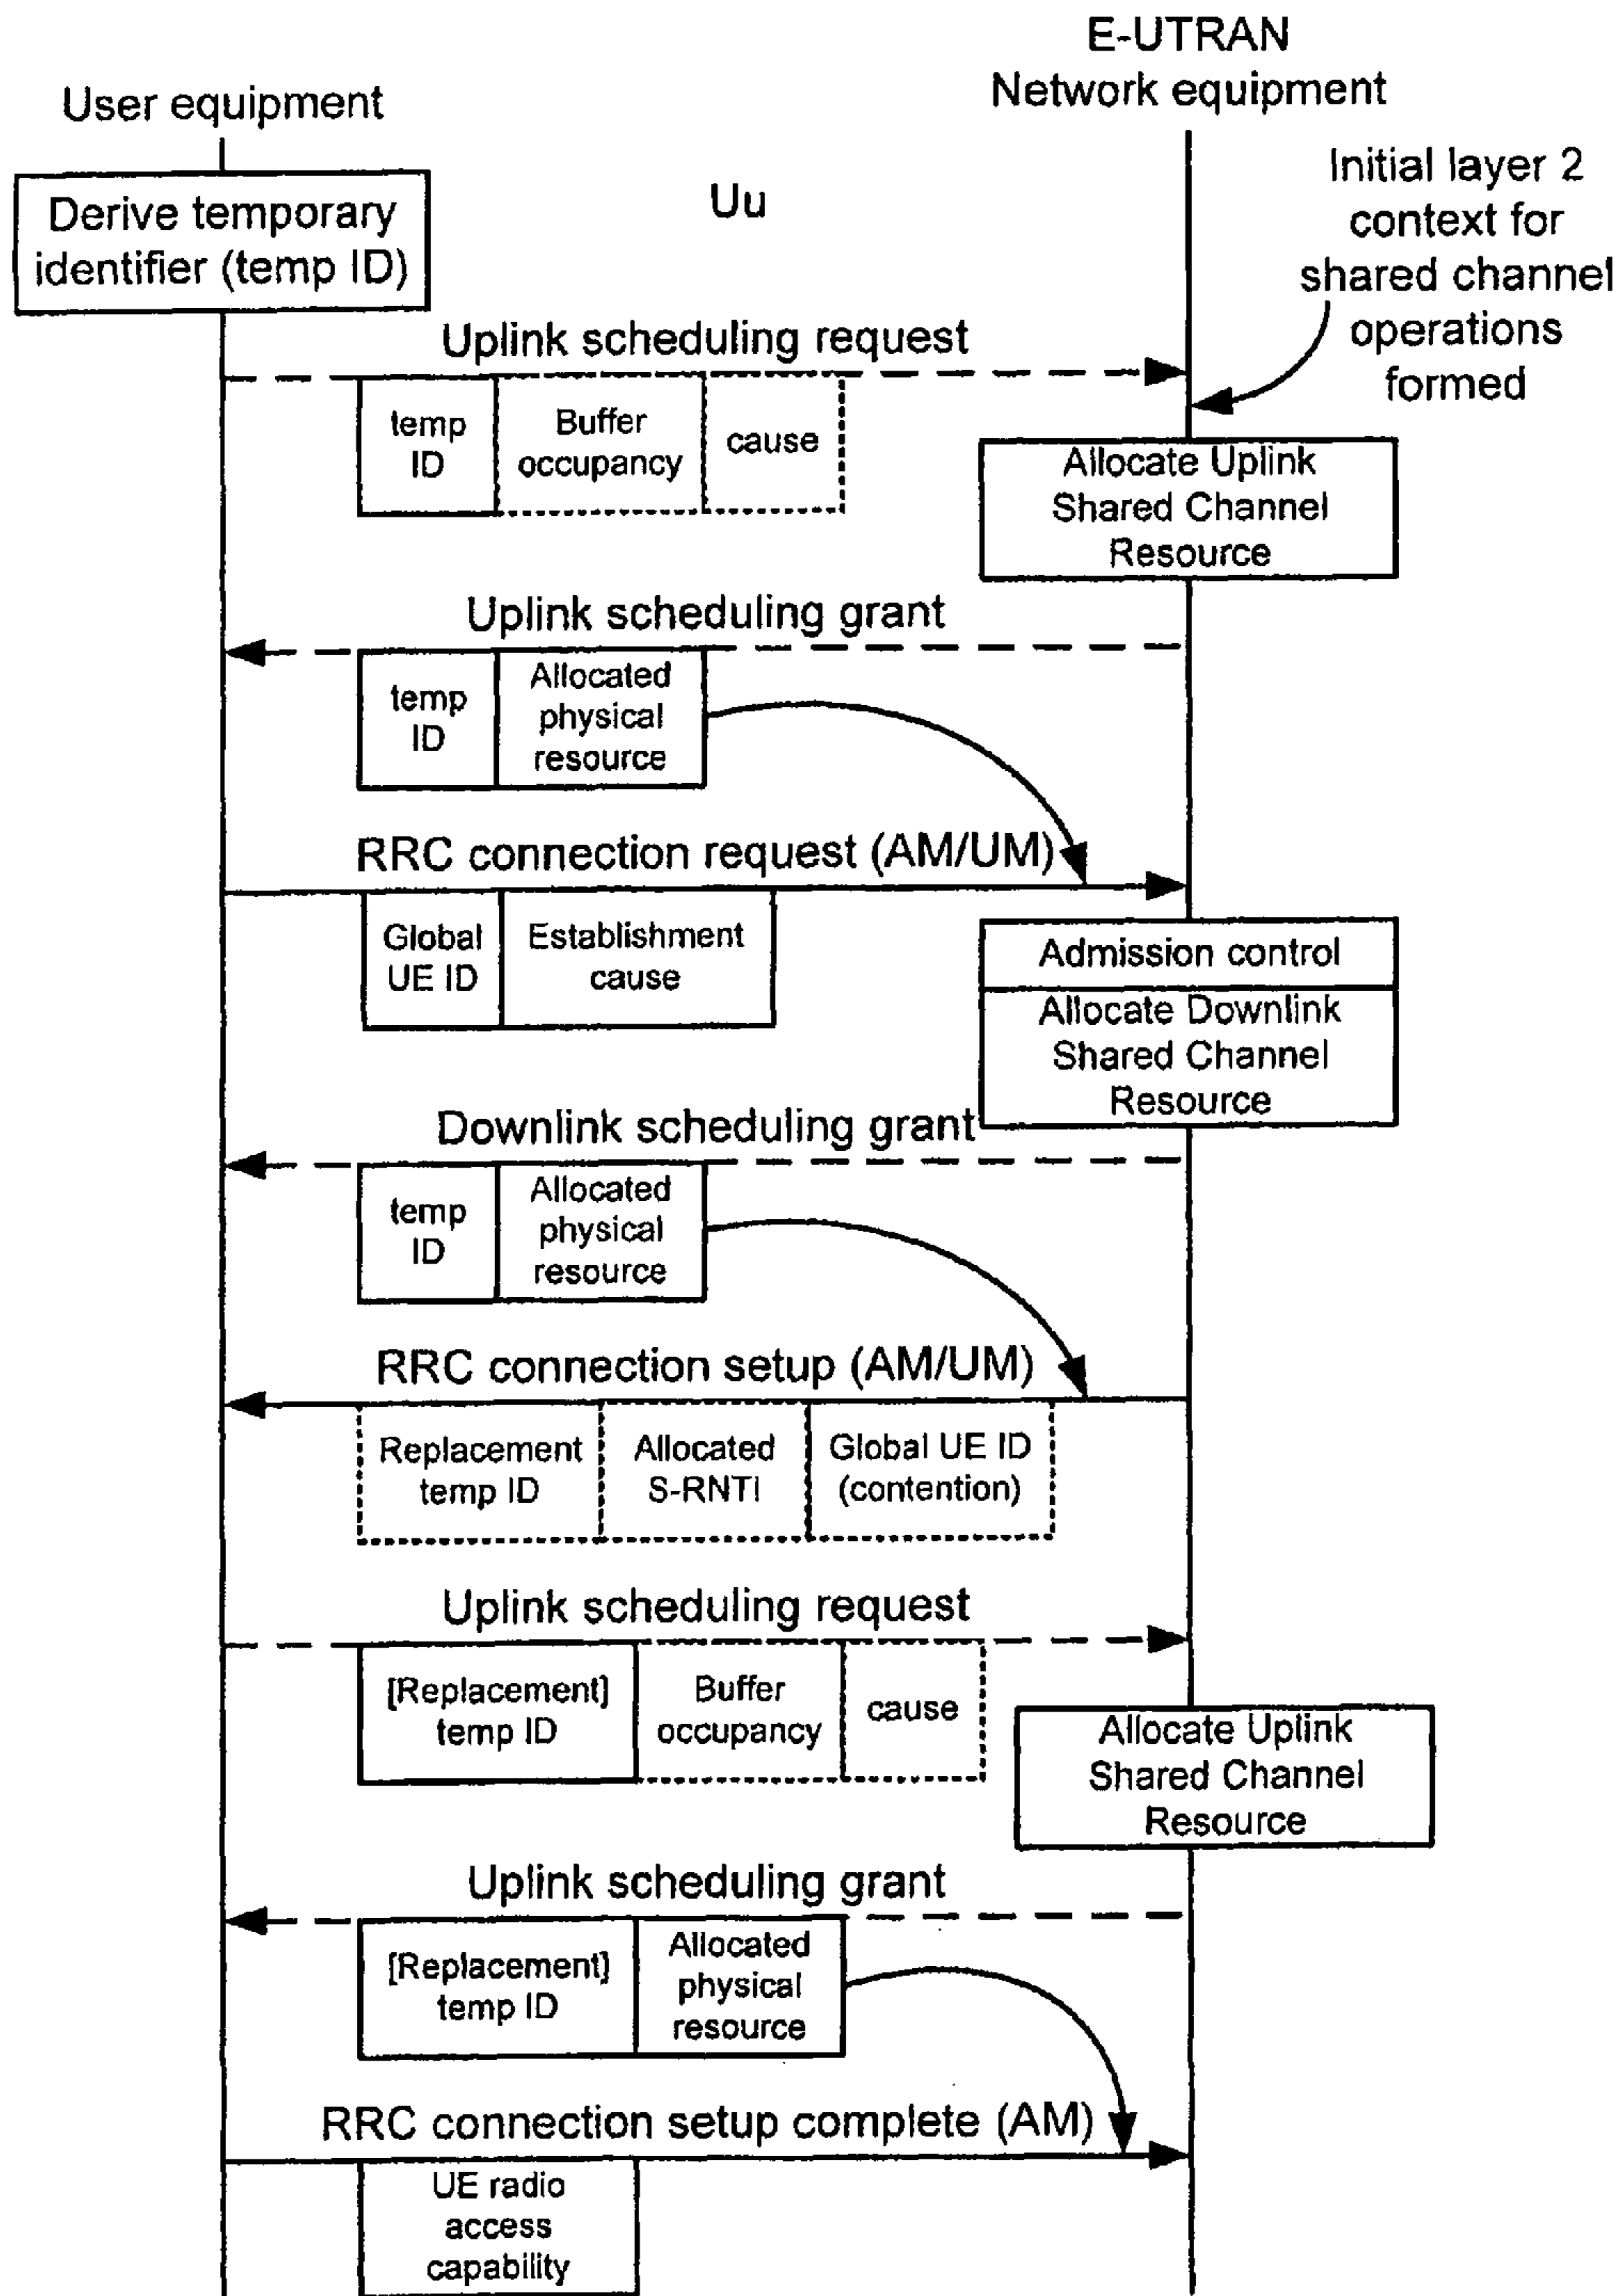 E-UTRAN
Network equipment
User equipment
Initial layer 2
context for
shared channel
operations
formed
Derive temporary
identifier (temp ID)
Uu
Uplink scheduling request
temp
ID
Buffer
occupancy
cause
Allocate Uplink
Shared Channel
Resource
Uplink scheduling grant
temp
ID
Allocated
physical
resource
RRC connection request (AM/UM)
Global
UE ID
Establishment
cause
Admission control
Allocate Downlink
Shared Channel
Resource
Downlink scheduling grant
temp
ID
Allocated
physical
resource
RRC connection setup (AM/UM)
Replacement
temp ID
Allocated
S-RNTI
Global UE ID
(contention)
Uplink scheduling request
[Replacement]
temp ID
Buffer
occupancy
cause
Allocate Uplink
Shared Channel
Resource
Uplink scheduling grant
[Replacement]
temp ID
Allocated
physical
resource
RRC connection setup complete (AM)
UE radio
access
capability